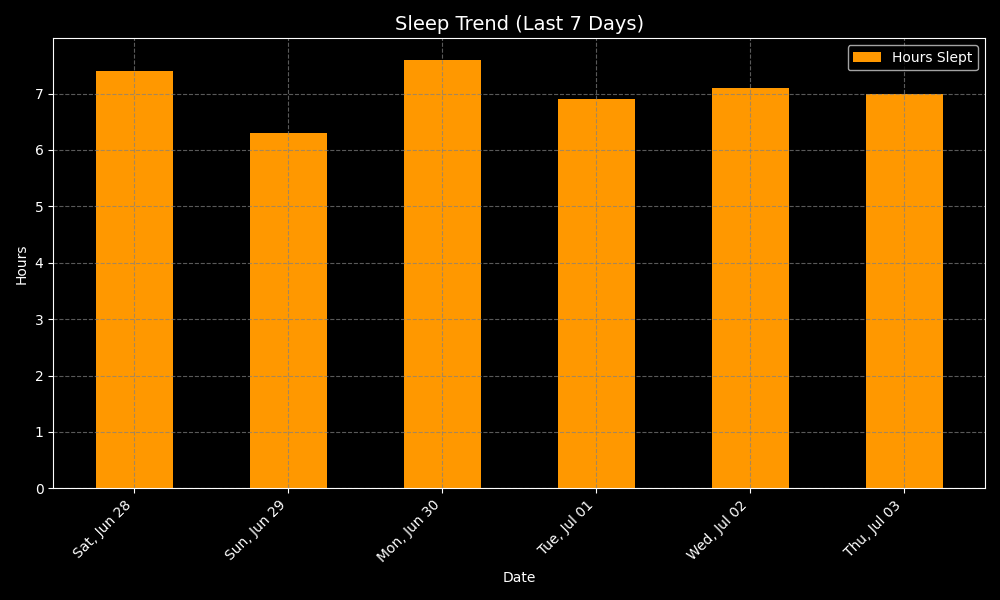 Sleep Trend (Last 7 Days)
Hours Slept
7
6
5
4
3
2
1
0
Hours
Sat, Jun 28
Sun, Jun 29
Mon, Jun 30
Tue, Jul 01
Wed, Jul 02
Thu, Jul 03
Date